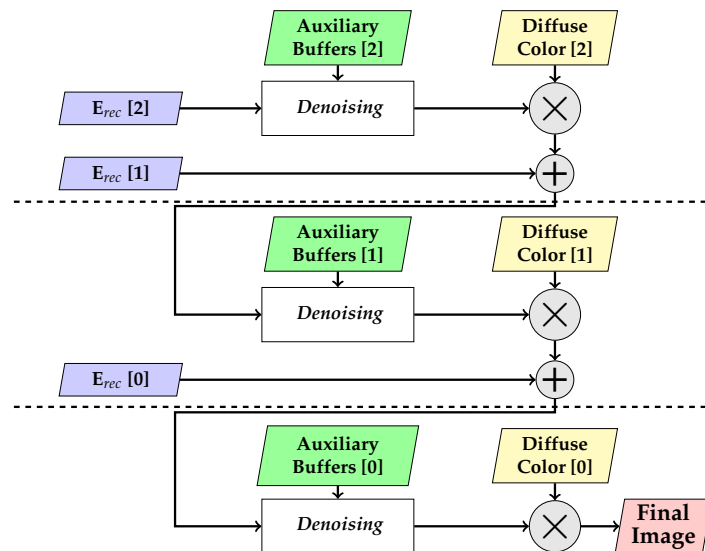 Auxiliary
Buffers [2]
Diffuse
Color [2]
E_rec [2]
Denoising
×
E_rec [1]
+
Auxiliary
Buffers [1]
Diffuse
Color [1]
Denoising
×
E_rec [0]
+
Auxiliary
Buffers [0]
Diffuse
Color [0]
Denoising
×
Final
Image